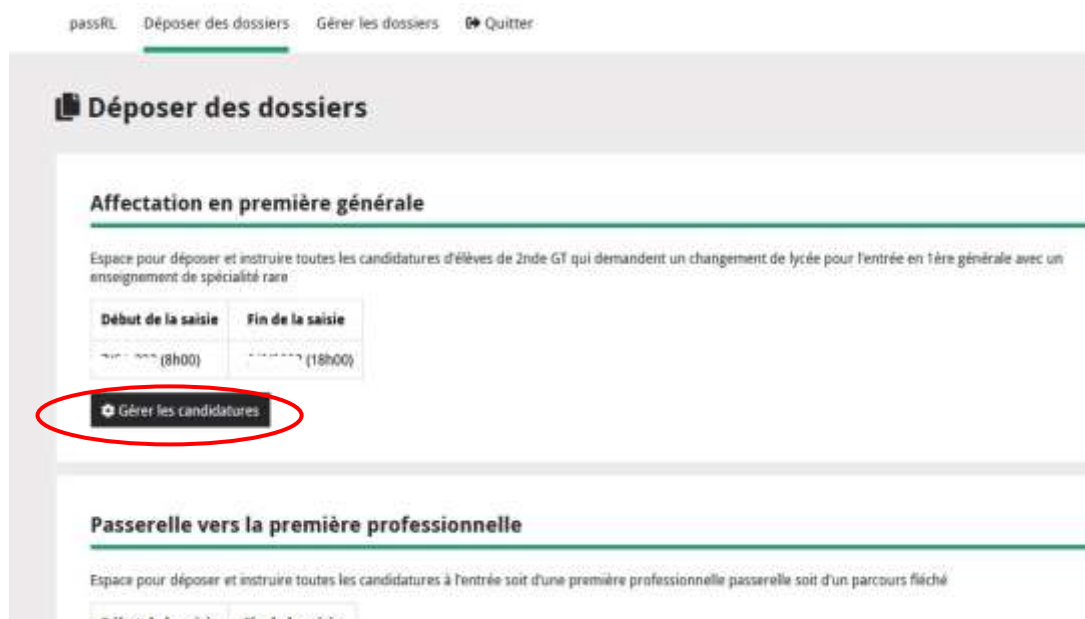 passRL Déposer des dossiers Gérer les dossiers Quitter
Déposer des dossiers
Affectation en première générale
Espace pour déposer et instruire toutes les candidatures d'élèves de 2nde GT qui demandent un changement de lycée pour l'entrée en 1ère générale avec un
enseignement de spécialité rare
Début de la saisie Fin de la saisie
(8h00) (18h00)
Gérer les candidatures
Passerelle vers la première professionnelle
Espace pour déposer et instruire toutes les candidatures à l'entrée soit d'une première professionnelle passerelle soit d'un parcours fléché